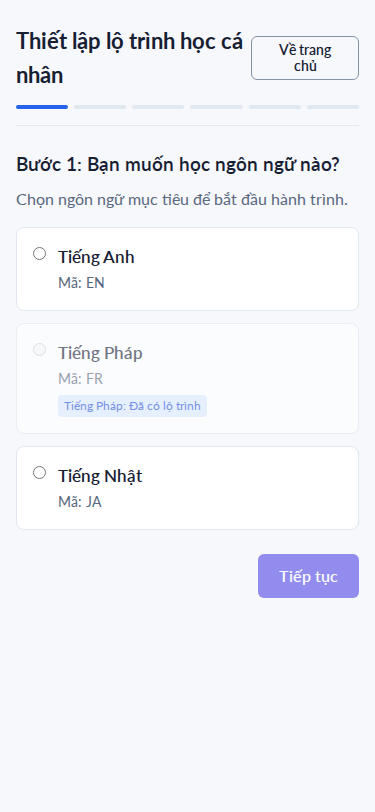 Thiết lập lộ trình học cá
nhân
Về trang
chủ
Bước 1: Bạn muốn học ngôn ngữ nào?
Chọn ngôn ngữ mục tiêu để bắt đầu hành trình.
Tiếng Anh
Mã: EN
Tiếng Pháp
Mã: FR
Tiếng Pháp: Đã có lộ trình
Tiếng Nhật
Mã: JA
Tiếp tục